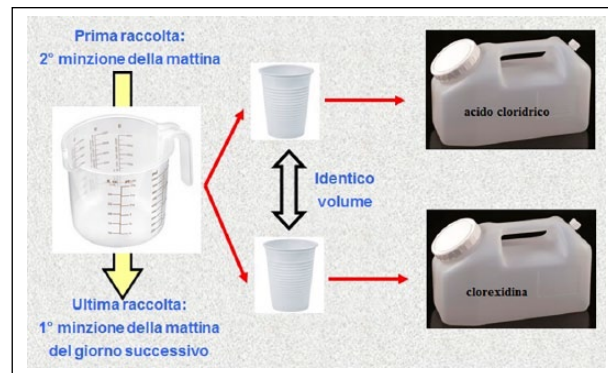 Prima raccolta:
2° minzione della mattina
acido cloridrico
Identico
volume
clorexidina
Ultima raccolta:
1° minzione della mattina
del giorno successivo